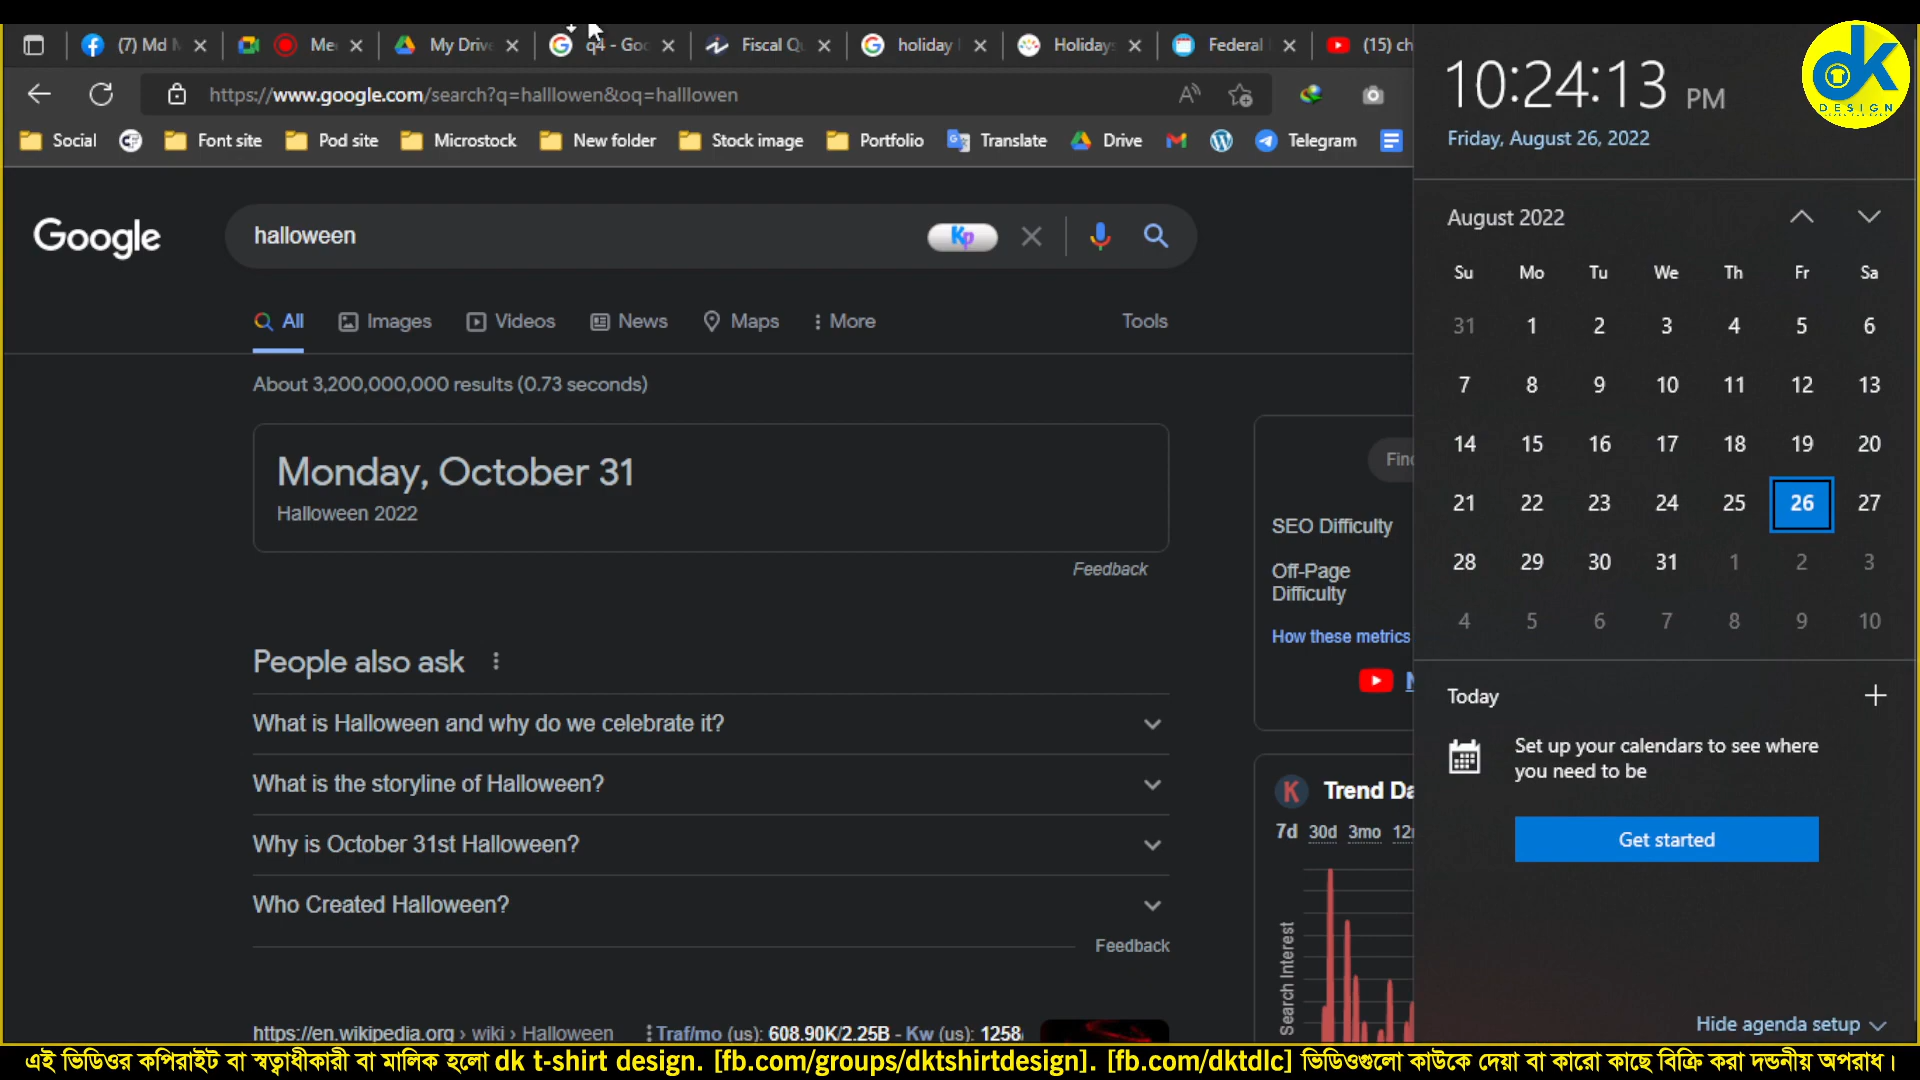 (7) Md
Me
My Drive
q4 - Goo
Fiscal Qu
holiday
Holidays
Federal
(15) ch
https://www.google.com/search?q=halllowen&oq=halllowen
Social
Font site
Pod site
Microstock
New folder
Stock image
Portfolio
Translate
Drive
Telegram
Google
halloween
Kp
All
Images
Videos
News
Maps
More
Tools
About 3,200,000,000 results (0.73 seconds)
Monday, October 31
Halloween 2022
Feedback
People also ask
What is Halloween and why do we celebrate it?
What is the storyline of Halloween?
Why is October 31st Halloween?
Who Created Halloween?
Feedback
https://en.wikipedia.org › wiki › Halloween
Traf/mo (us): 608.90K/2.25B - Kw (us): 1258
Find
SEO Difficulty
Off-Page
Difficulty
How these metrics
K Trend Da
7d 30d 3mo 12m
Search Interest
10:24:13 PM
Friday, August 26, 2022
dk
DESIGN
August 2022
Su Mo Tu We Th Fr Sa
31 1 2 3 4 5 6
7 8 9 10 11 12 13
14 15 16 17 18 19 20
21 22 23 24 25 26 27
28 29 30 31 1 2 3
4 5 6 7 8 9 10
Today
Set up your calendars to see where
you need to be
Get started
Hide agenda setup
এই ভিডিওর কপিরাইট বা স্বত্বাধীকারী বা মালিক হলো dk t-shirt design. [fb.com/groups/dktshirtdesign]. [fb.com/dktdlc] ভিডিওগুলো কাউকে দেয়া বা কারো কাছে বিক্রি করা দন্ডনীয় অপরাধ।